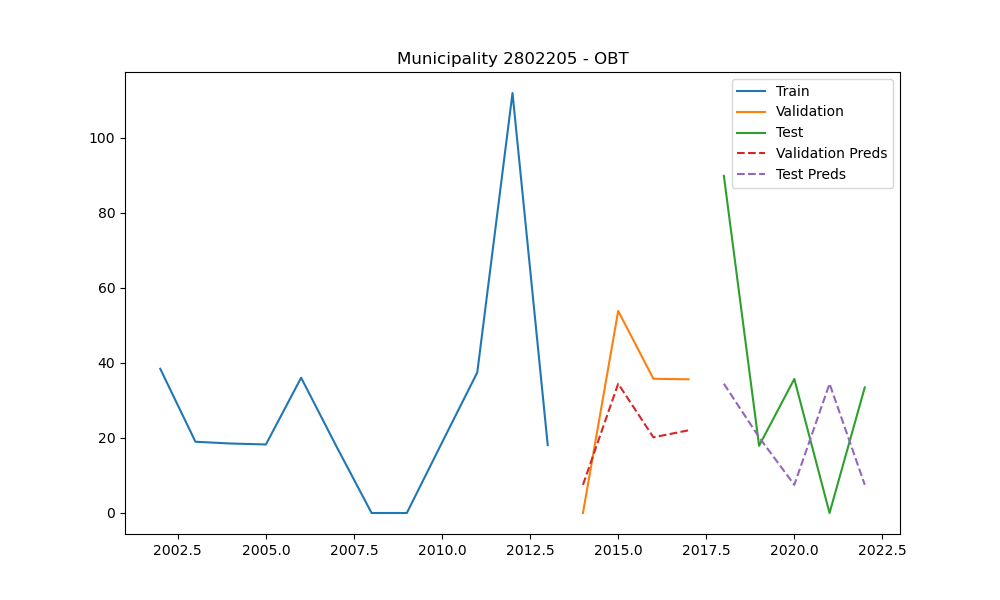 Municipality 2802205 - OBT
Train
Validation
Test
Validation Preds
Test Preds
100
80
60
40
20
0
2002.5 2005.0 2007.5 2010.0 2012.5 2015.0 2017.5 2020.0 2022.5